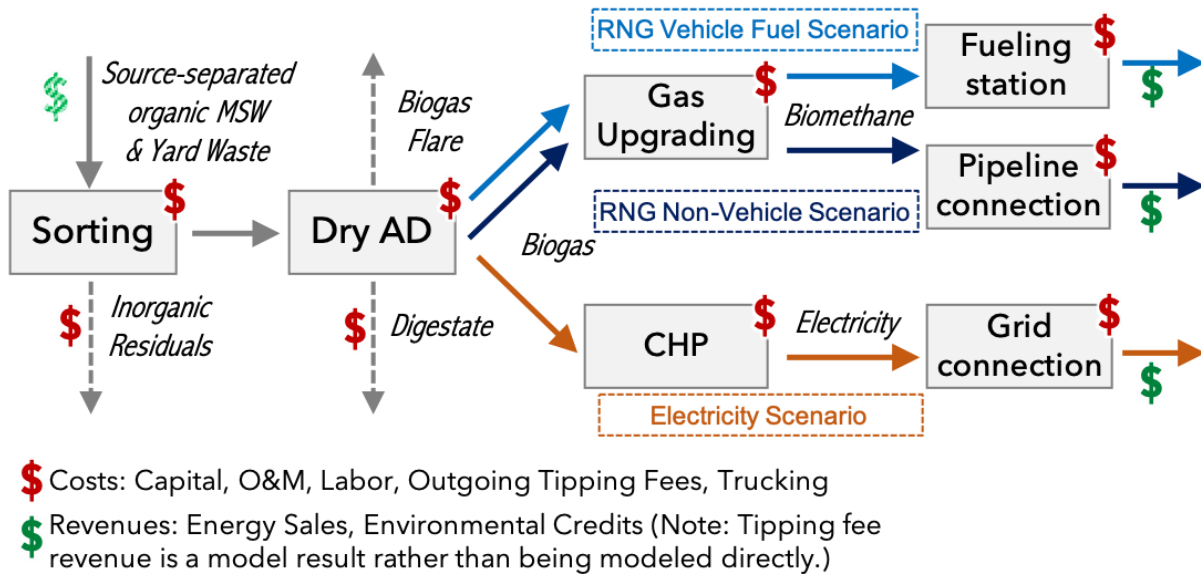 RNG Vehicle Fuel Scenario
$
Source-separated
organic MSW
& Yard Waste
Biogas
Flare
$
Gas
Upgrading
Biomethane
$
Fueling
station
$
$
Sorting
$
Dry AD
RNG Non-Vehicle Scenario
$
Pipeline
connection
$
Biogas
$
Inorganic
Residuals
$
Digestate
$
CHP
Electricity
$
Grid
connection
$
Electricity Scenario
$ Costs: Capital, O&M, Labor, Outgoing Tipping Fees, Trucking
$ Revenues: Energy Sales, Environmental Credits (Note: Tipping fee
revenue is a model result rather than being modeled directly.)